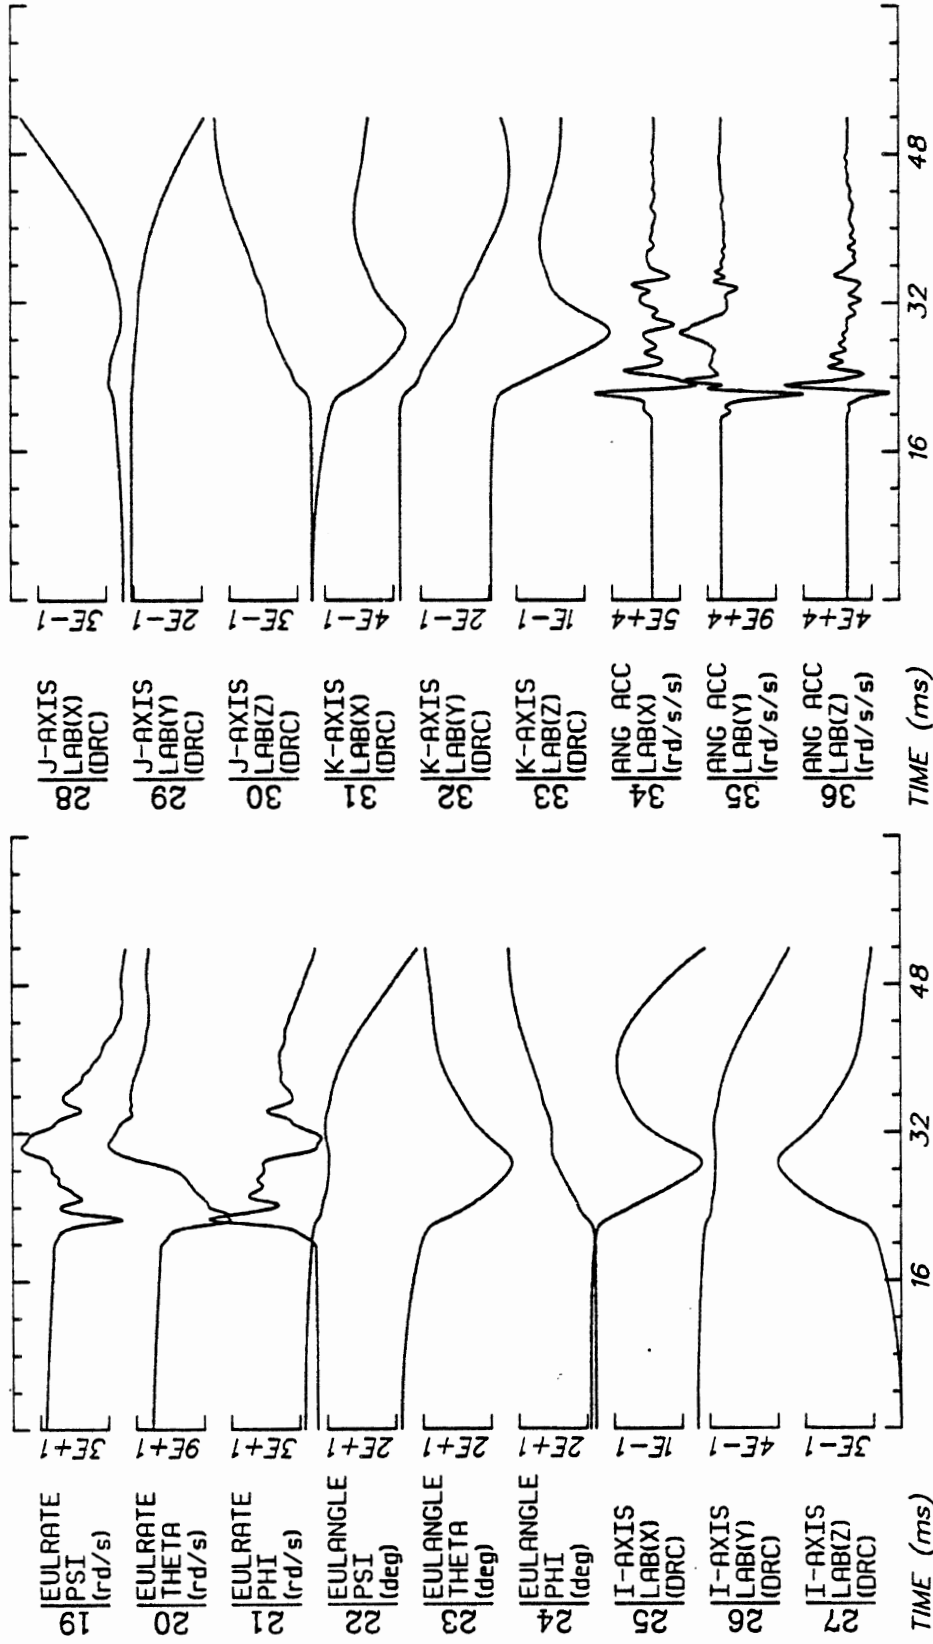 19 EULRATE
PSI
(rd/s)
3E+1
20 EULRATE
THETA
(rd/s)
9E+1
21 EULRATE
PHI
(rd/s)
3E+1
22 EULANGLE
PSI
(deg)
2E+1
23 EULANGLE
THETA
(deg)
2E+1
24 EULANGLE
PHI
(deg)
2E+1
25 I-AXIS
LAB(X)
(DRC)
1E-1
26 I-AXIS
LAB(Y)
(DRC)
4E-1
27 I-AXIS
LAB(Z)
(DRC)
3E-1
TIME (ms) 16 32 48
28 J-AXIS
LAB(X)
(DRC)
3E-1
29 J-AXIS
LAB(Y)
(DRC)
2E-1
30 J-AXIS
LAB(Z)
(DRC)
3E-1
31 K-AXIS
LAB(X)
(DRC)
4E-1
32 K-AXIS
LAB(Y)
(DRC)
2E-1
33 K-AXIS
LAB(Z)
(DRC)
1E-1
34 ANG ACC
LAB(X)
(rd/s/s)
5E+4
35 ANG ACC
LAB(Y)
(rd/s/s)
9E+4
36 ANG ACC
LAB(Z)
(rd/s/s)
4E+4
TIME (ms) 16 32 48